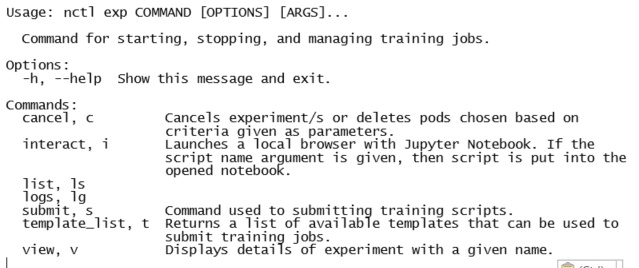 Usage: nctl exp COMMAND [OPTIONS] [ARGS]...
Command for starting, stopping, and managing training jobs.
Options:
-h, --help  Show this message and exit.
Commands:
cancel, c         Cancels experiment/s or deletes pods chosen based on
criteria given as parameters.
interact, i       Launches a local browser with Jupyter Notebook. If the
script name argument is given, then script is put into the
opened notebook.
list, ls
logs, lg
submit, s         Command used to submitting training scripts.
template_list, t  Returns a list of available templates that can be used to
submit training jobs.
view, v           Displays details of experiment with a given name.